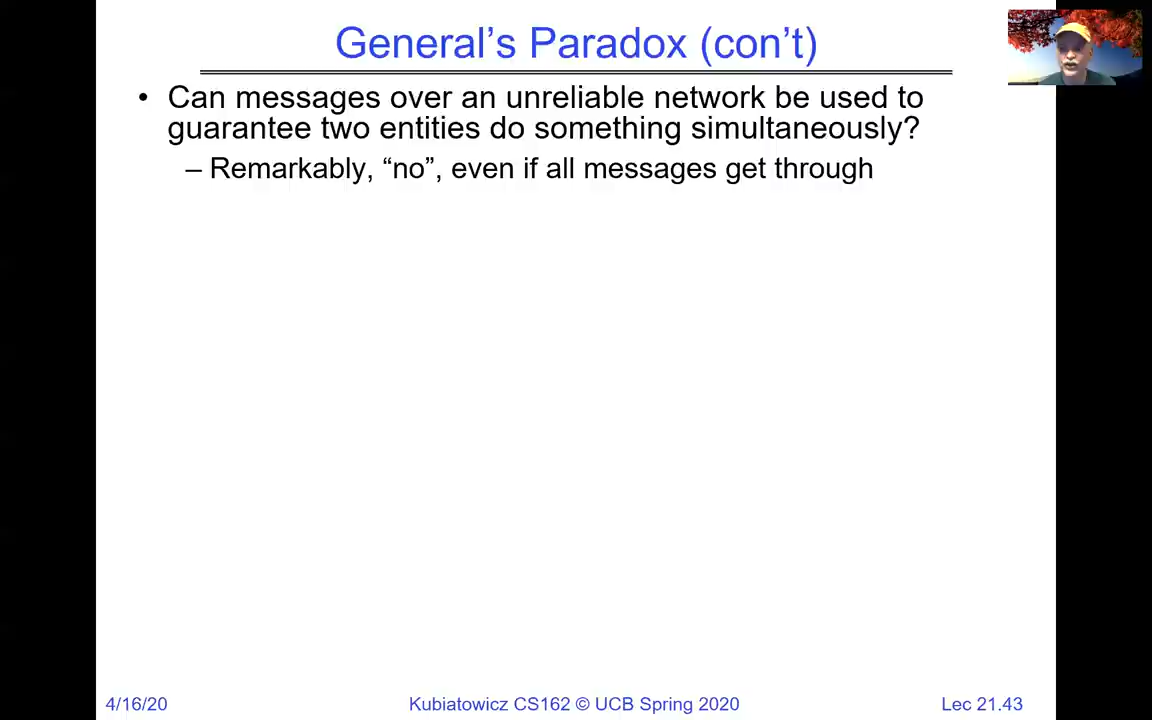 General’s Paradox (con’t)
• Can messages over an unreliable network be used to
guarantee two entities do something simultaneously?
– Remarkably, “no”, even if all messages get through
4/16/20
Kubiatowicz CS162 © UCB Spring 2020
Lec 21.43